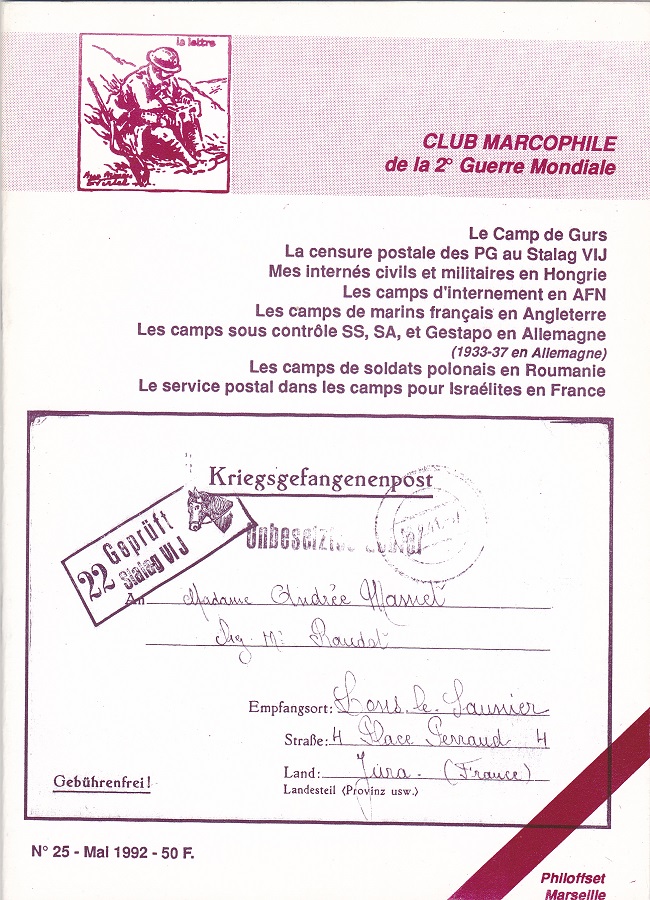 la lettre
CLUB MARCOPHILE
de la 2° Guerre Mondiale
Le Camp de Gurs
La censure postale des PG au Stalag VIJ
Mes internés civils et militaires en Hongrie
Les camps d'internement en AFN
Les camps de marins français en Angleterre
Les camps sous contrôle SS, SA, et Gestapo en Allemagne
(1933-37 en Allemagne)
Les camps de soldats polonais en Roumanie
Le service postal dans les camps pour Israélites en France
Kriegsgefangenenpost
22 Geprüft
Stalag VI J
An Madame Andrée
Empfangsort: Lons-le-Saunier
Straße: 4 Place Perraud 4
Land: Jura. (France)
Landesteil (Provinz usw.)
Gebührenfrei!
N° 25 - Mai 1992 - 50 F.
Philoffset
Marseille